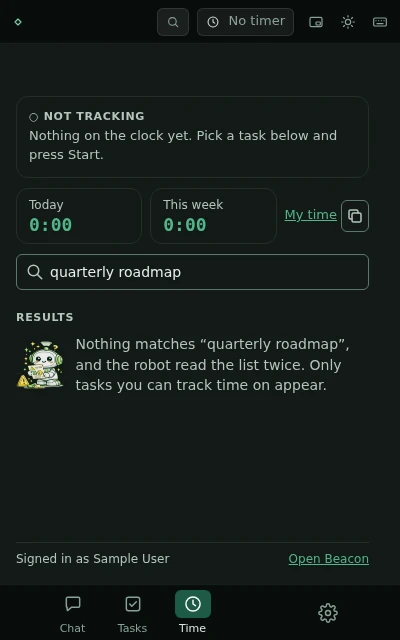 No timer
NOT TRACKING
Nothing on the clock yet. Pick a task below and
press Start.
Today
0:00
This week
0:00
My time
quarterly roadmap
RESULTS
Nothing matches “quarterly roadmap”,
and the robot read the list twice. Only
tasks you can track time on appear.
Signed in as Sample User
Open Beacon
Chat
Tasks
Time